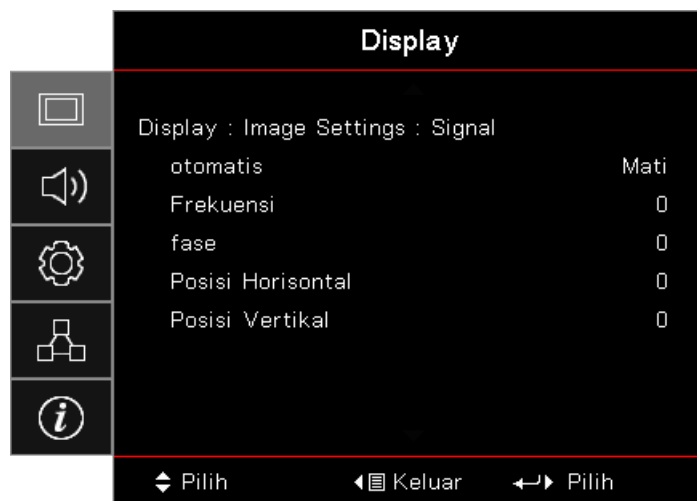 Display
Display : Image Settings : Signal
otomatis Mati
Frekuensi 0
fase 0
Posisi Horisontal 0
Posisi Vertikal 0
Pilih Keluar Pilih